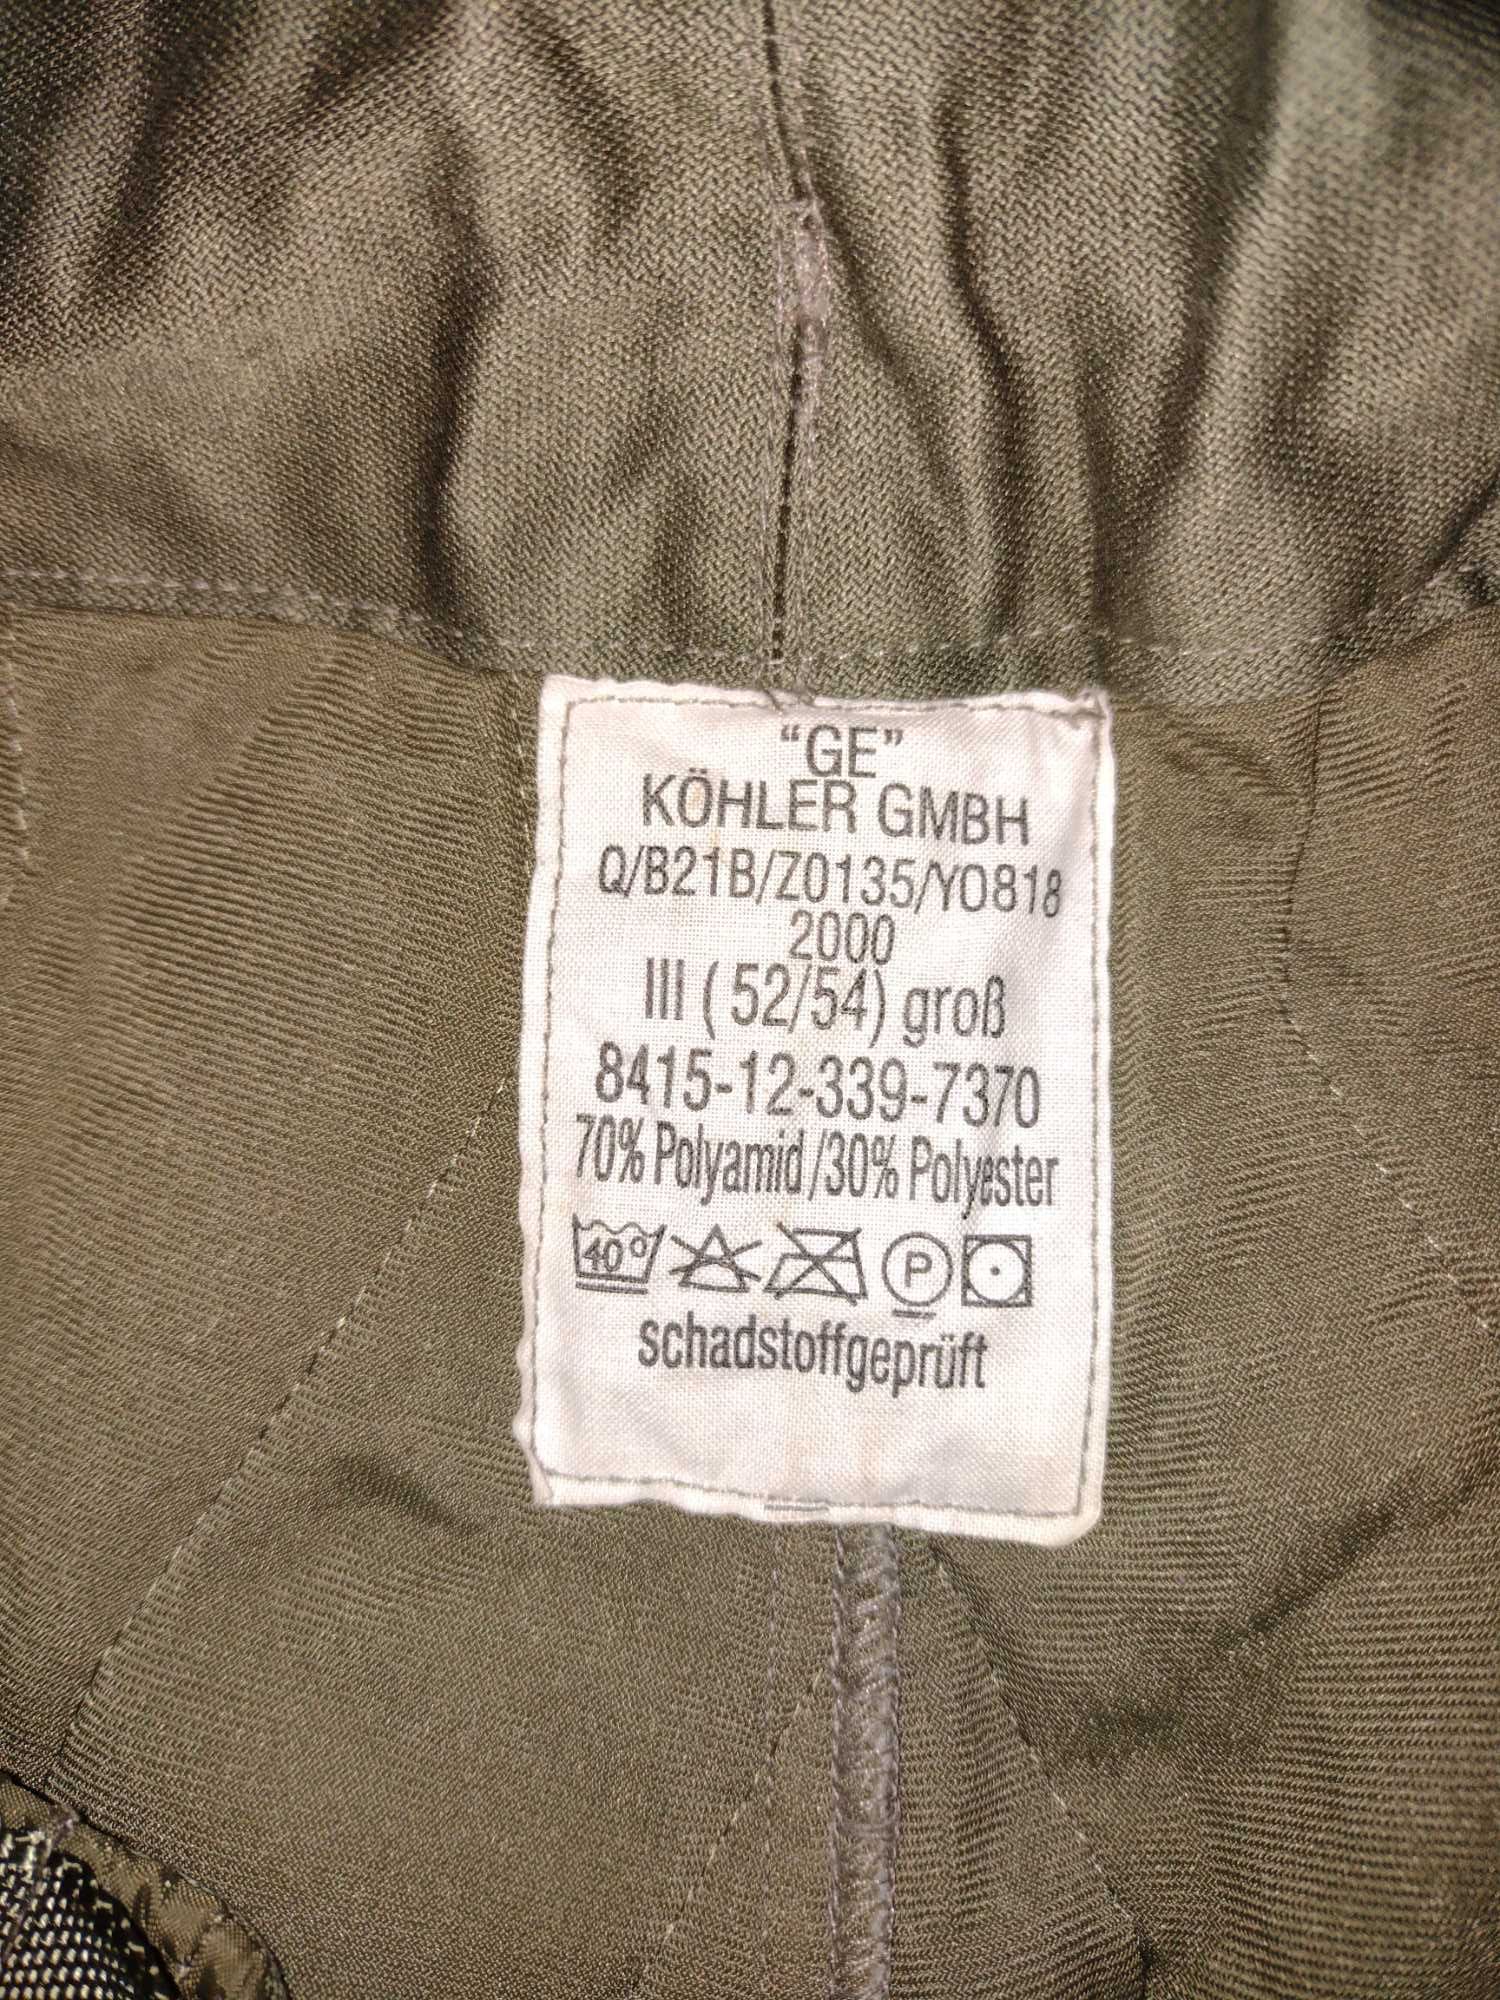 “GE”
KÖHLER GMBH
Q/B21B/Z0135/YO818
2000
III ( 52/54) groß
8415-12-339-7370
70% Polyamid /30% Polyester
40° P
schadstoffgeprüft